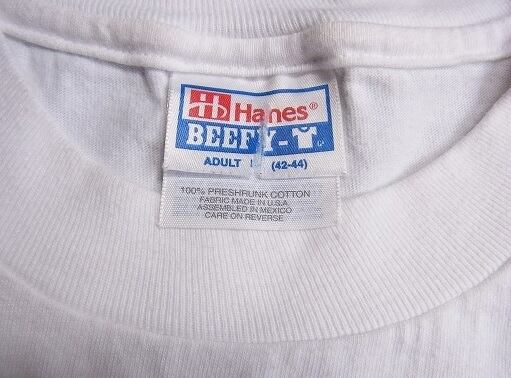 Hanes®
BEEFY-T
ADULT L (42-44)
100% PRESHRUNK COTTON
FABRIC MADE IN U.S.A.
ASSEMBLED IN MEXICO
CARE ON REVERSE